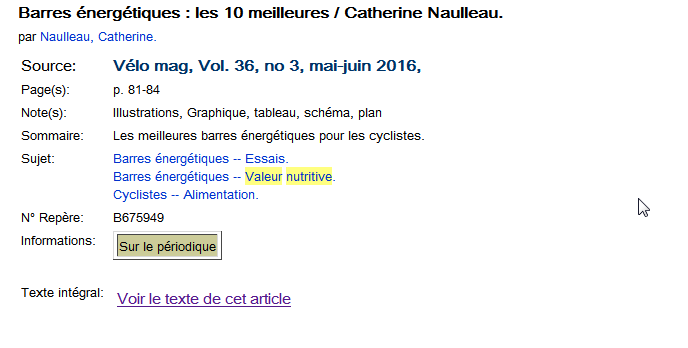 Barres énergétiques : les 10 meilleures / Catherine Naulleau.
par Naulleau, Catherine.
Source: Vélo mag, Vol. 36, no 3, mai-juin 2016,
Page(s): p. 81-84
Note(s): Illustrations, Graphique, tableau, schéma, plan
Sommaire: Les meilleures barres énergétiques pour les cyclistes.
Sujet: Barres énergétiques -- Essais.
Barres énergétiques -- Valeur nutritive.
Cyclistes -- Alimentation.
N° Repère: B675949
Informations: Sur le périodique
Texte intégral: Voir le texte de cet article